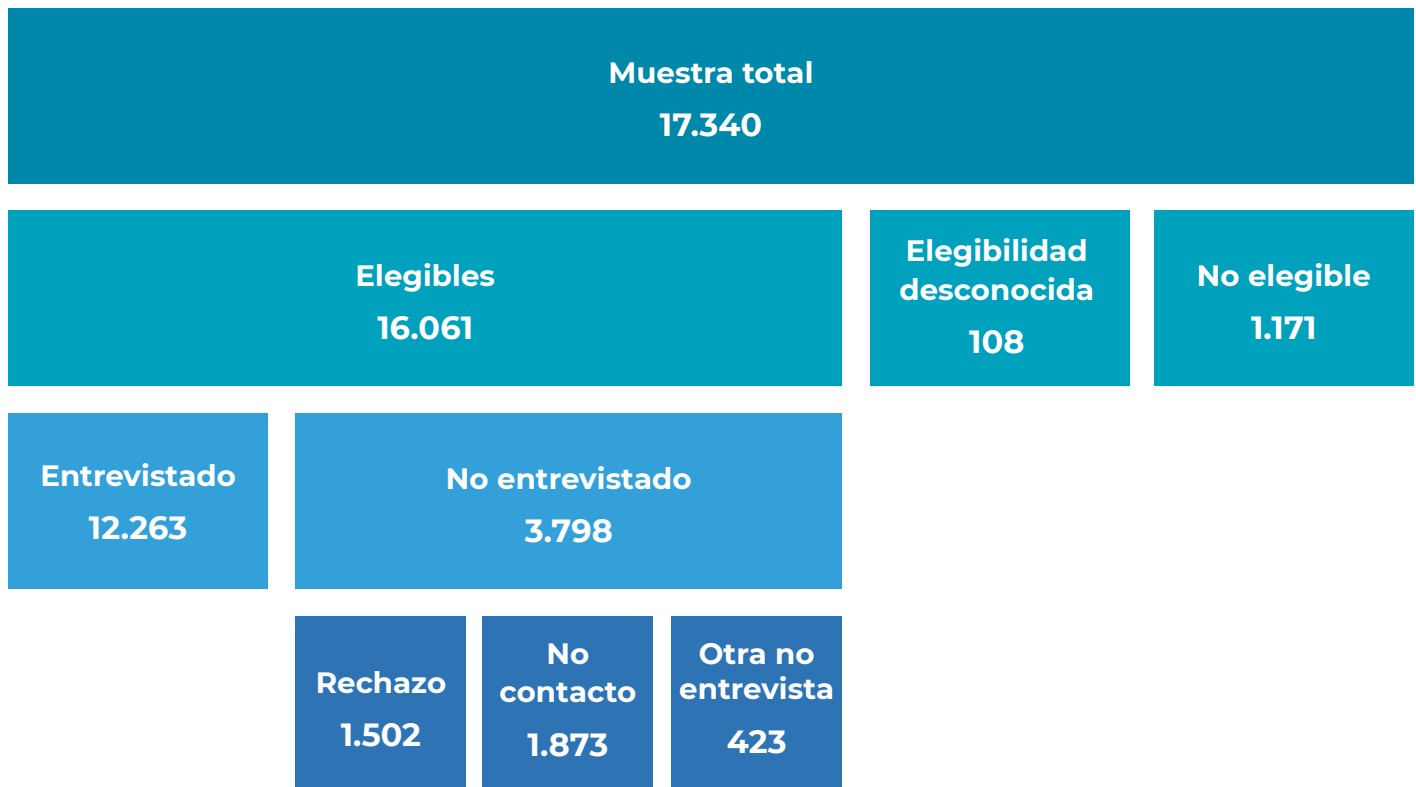 Muestra total
17.340
Elegibles
16.061
Elegibilidad
desconocida
108
No elegible
1.171
Entrevistado
12.263
No entrevistado
3.798
Rechazo
1.502
No
contacto
1.873
Otra no
entrevista
423